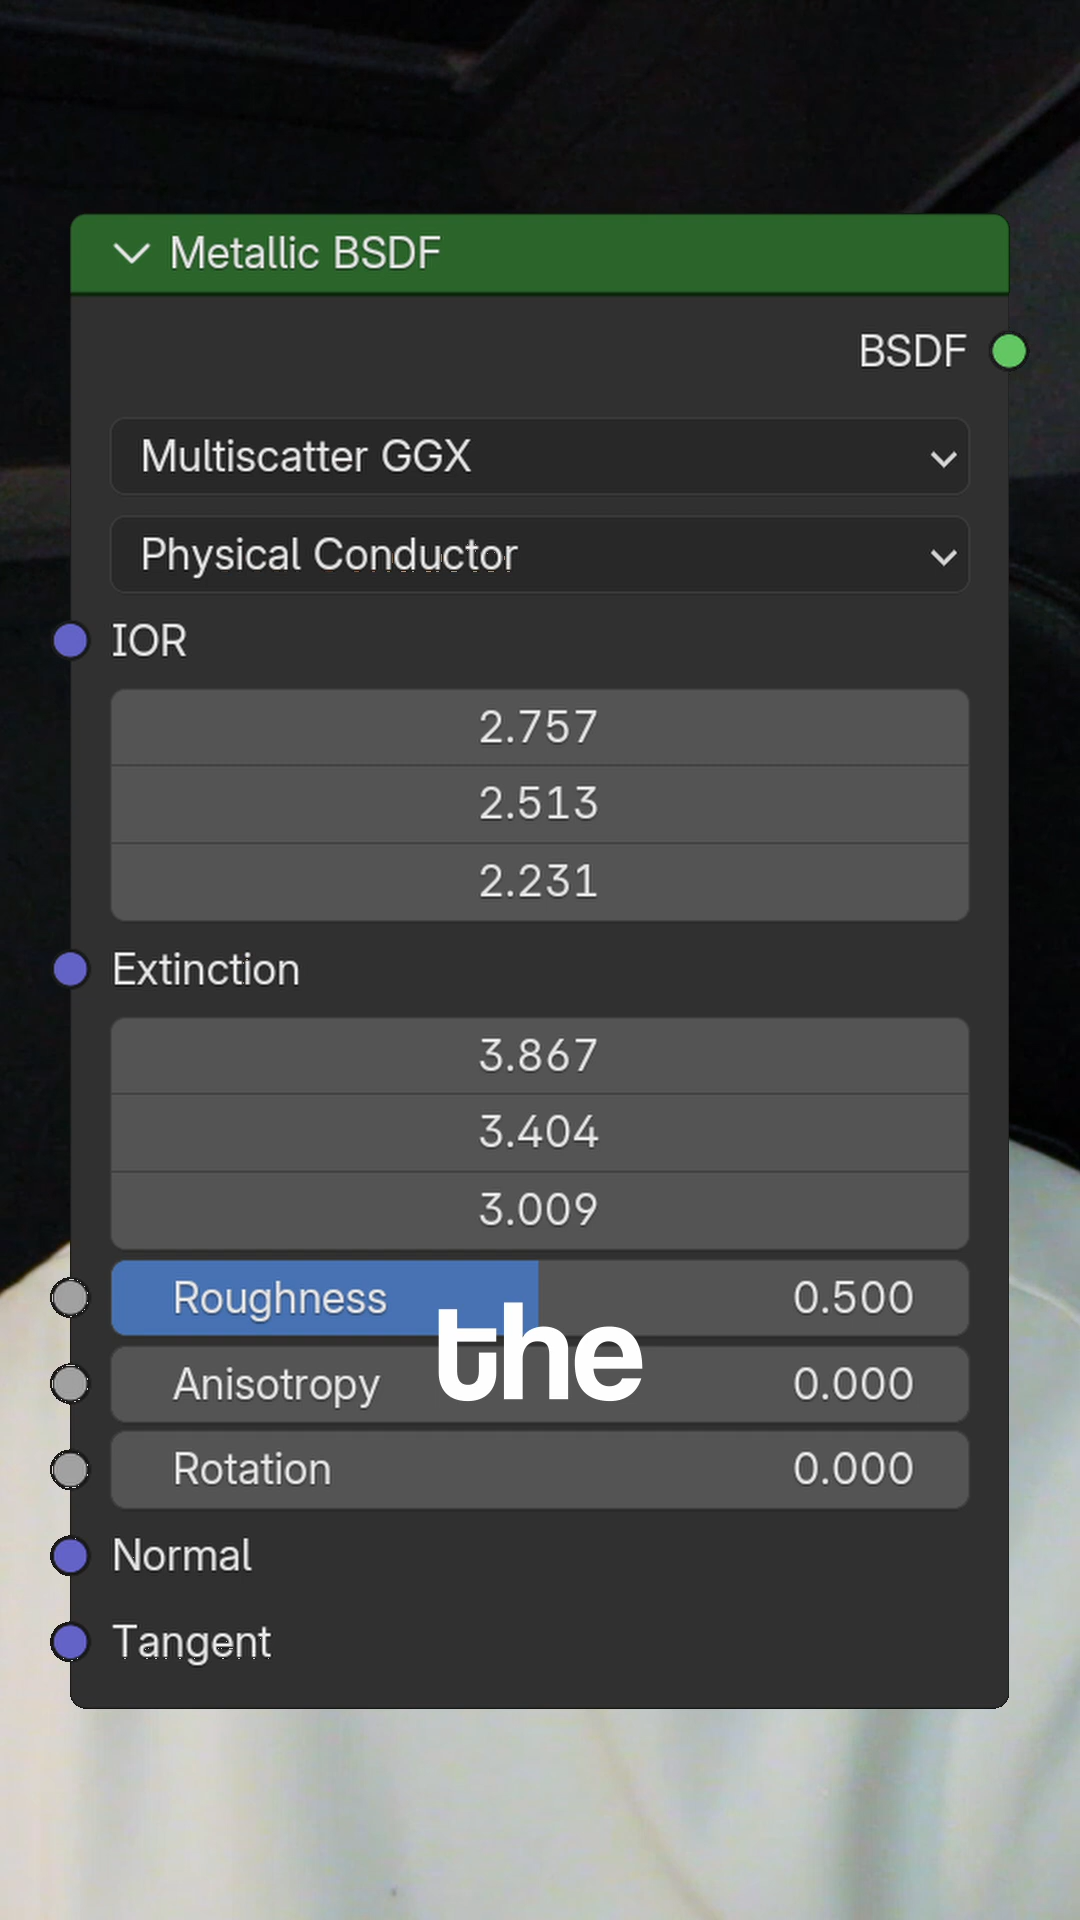 Metallic BSDF
BSDF
Multiscatter GGX
Physical Conductor
IOR
2.757
2.513
2.231
Extinction
3.867
3.404
3.009
Roughness 0.500
the
Anisotropy 0.000
Rotation 0.000
Normal
Tangent